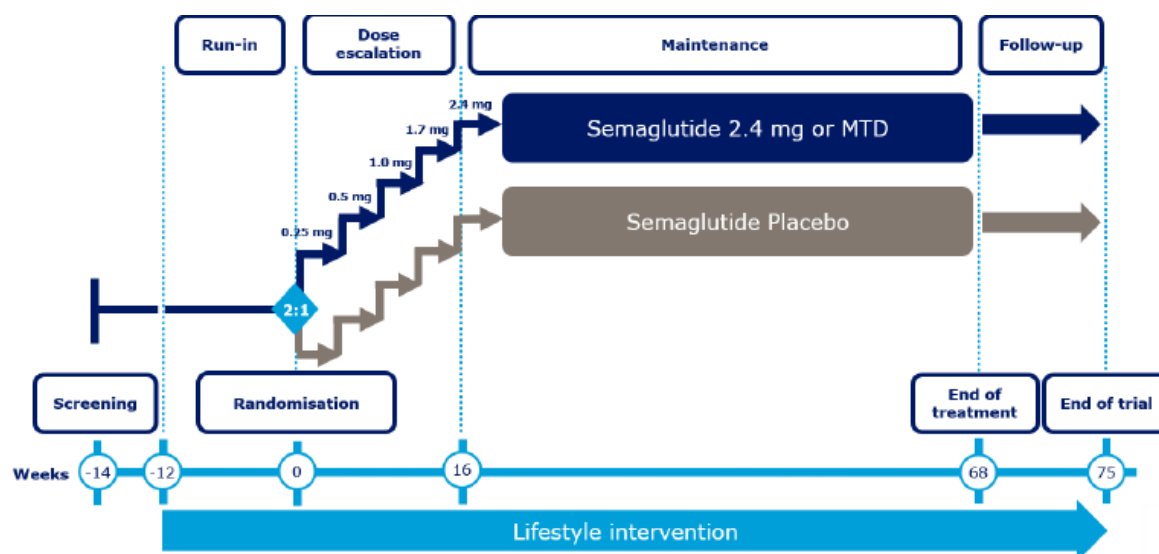 Run-in
Dose
escalation
Maintenance
Follow-up
2.4 mg
1.7 mg
1.0 mg
0.5 mg
0.25 mg
Semaglutide 2.4 mg or MTD
Semaglutide Placebo
2:1
Screening
Randomisation
End of
treatment
End of trial
Weeks
-14
-12
0
16
68
75
Lifestyle intervention